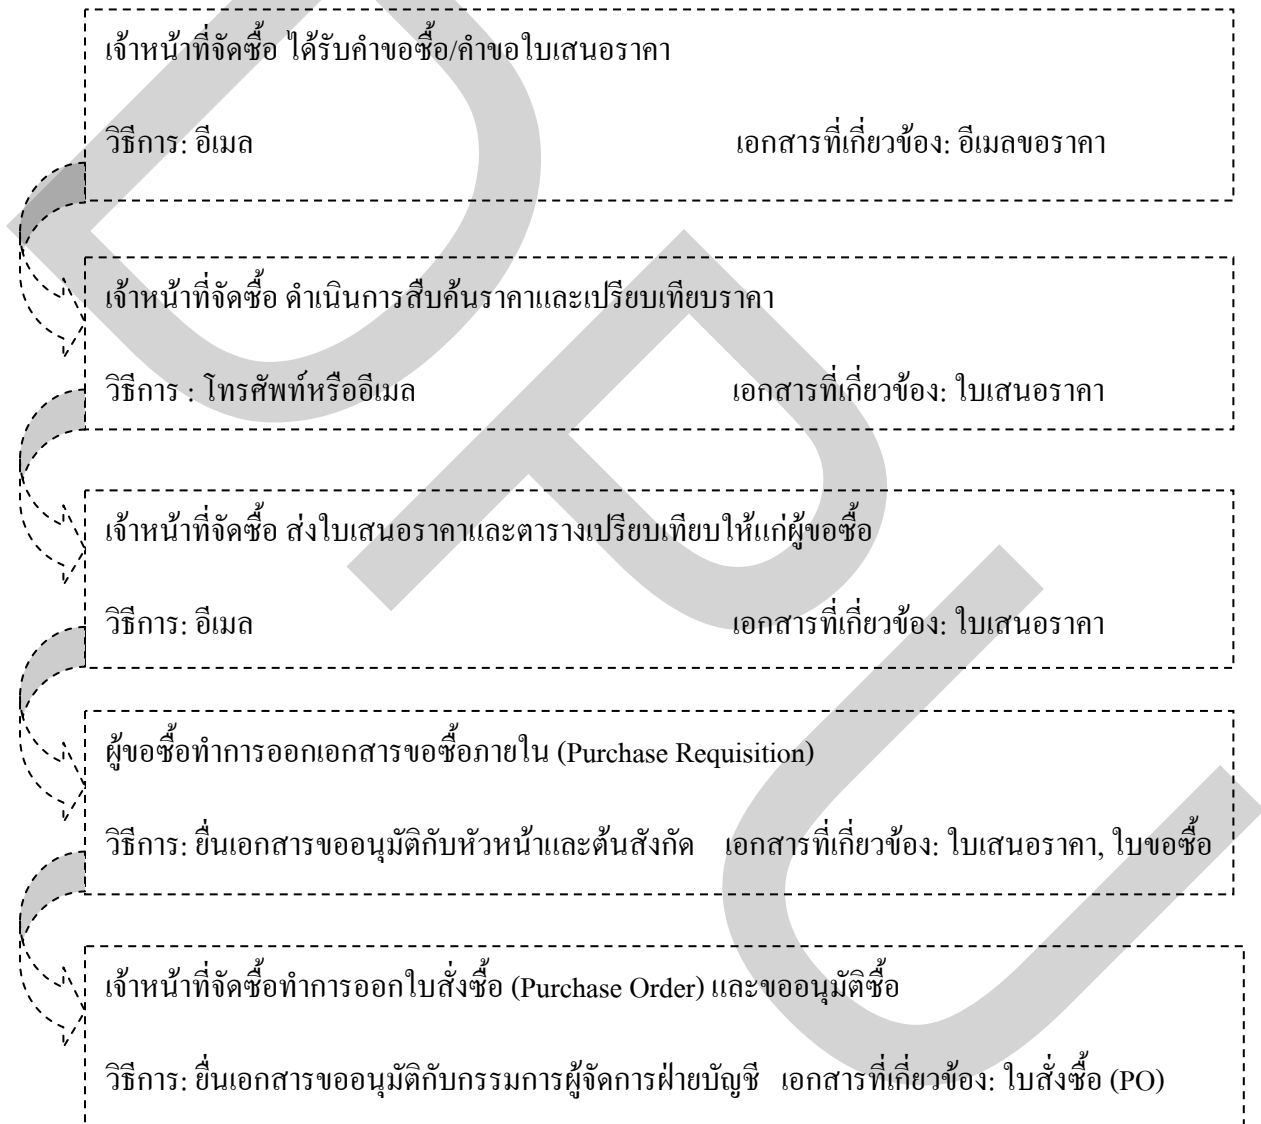 เจ้าหน้าที่จัดซื้อ ได้รับคำขอซื้อ/คำขอใบเสนอราคา
วิธีการ: อีเมล เอกสารที่เกี่ยวข้อง: อีเมลขอราคา
เจ้าหน้าที่จัดซื้อ ดำเนินการสืบค้นราคาและเปรียบเทียบราคา
วิธีการ : โทรศัพท์หรืออีเมล เอกสารที่เกี่ยวข้อง: ใบเสนอราคา
เจ้าหน้าที่จัดซื้อ ส่งใบเสนอราคาและตารางเปรียบเทียบให้แก่ผู้ขอซื้อ
วิธีการ: อีเมล เอกสารที่เกี่ยวข้อง: ใบเสนอราคา
ผู้ขอซื้อทำการออกเอกสารขอซื้อภายใน (Purchase Requisition)
วิธีการ: ยื่นเอกสารขออนุมัติกับหัวหน้าและต้นสังกัด เอกสารที่เกี่ยวข้อง: ใบเสนอราคา, ใบขอซื้อ
เจ้าหน้าที่จัดซื้อทำการออกใบสั่งซื้อ (Purchase Order) และขออนุมัติซื้อ
วิธีการ: ยื่นเอกสารขออนุมัติกับกรรมการผู้จัดการฝ่ายบัญชี เอกสารที่เกี่ยวข้อง: ใบสั่งซื้อ (PO)
DPU